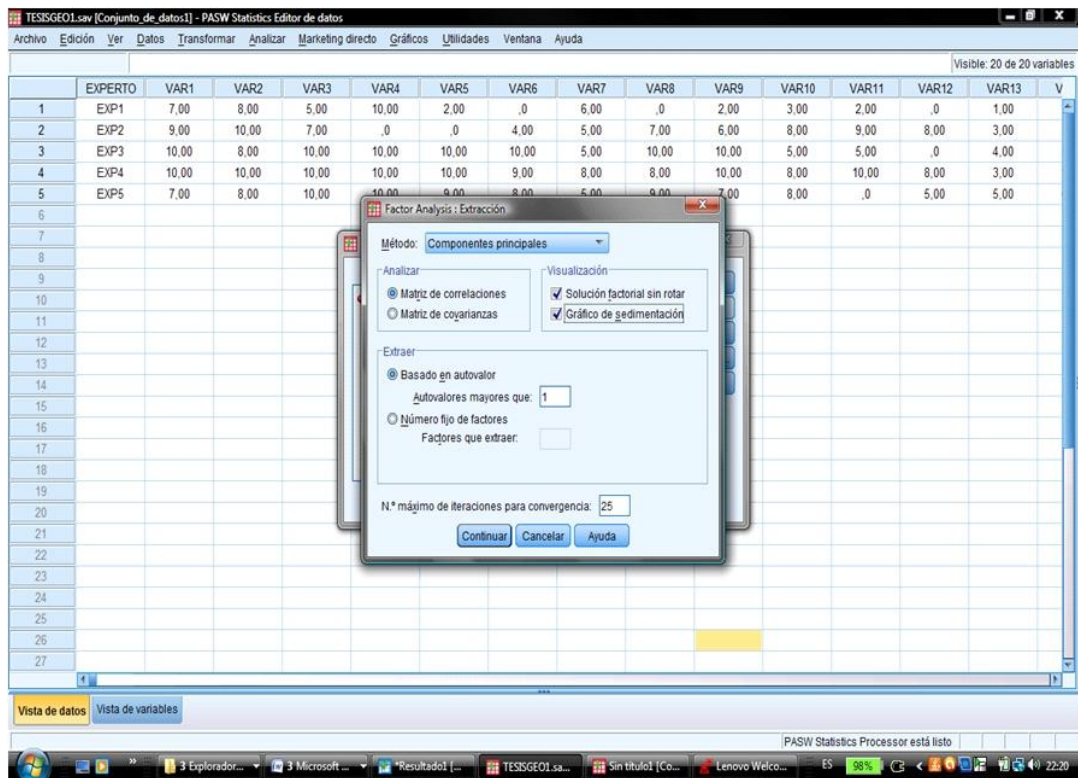 TESISGEO1.sav [Conjunto_de_datos1] - PASW Statistics Editor de datos
Archivo Edición Ver Datos Transformar Analizar Marketing directo Gráficos Utilidades Ventana Ayuda
Visible: 20 de 20 variables
EXPERTO VAR1 VAR2 VAR3 VAR4 VAR5 VAR6 VAR7 VAR8 VAR9 VAR10 VAR11 VAR12 VAR13 V
1 EXP1 7,00 8,00 5,00 10,00 2,00 ,0 6,00 ,0 2,00 3,00 2,00 ,0 1,00
2 EXP2 9,00 10,00 7,00 ,0 ,0 4,00 5,00 7,00 6,00 8,00 9,00 8,00 3,00
3 EXP3 10,00 8,00 10,00 10,00 10,00 10,00 5,00 10,00 10,00 5,00 5,00 ,0 4,00
4 EXP4 10,00 10,00 10,00 10,00 10,00 9,00 8,00 8,00 10,00 8,00 10,00 8,00 3,00
5 EXP5 7,00 8,00 10,00 10,00 9,00 8,00 5,00 9,00 7,00 8,00 ,0 5,00 5,00
6
7
8
9
10
11
12
13
14
15
16
17
18
19
20
21
22
23
24
25
26
27
Factor Analysis : Extracción
Método: Componentes principales
Analizar
Matriz de correlaciones
Matriz de covarianzas
Visualización
Solución factorial sin rotar
Gráfico de sedimentación
Extraer
Basado en autovalor
Autovalores mayores que: 1
Número fijo de factores
Factores que extraer:
N.º máximo de iteraciones para convergencia: 25
Continuar Cancelar Ayuda
Vista de datos Vista de variables
PASW Statistics Processor está listo
3 Explorador... 3 Microsoft ... *Resultado1 [... TESISGEO1.sa... Sin título1 [Co... Lenovo Welco... ES 98% 22:20